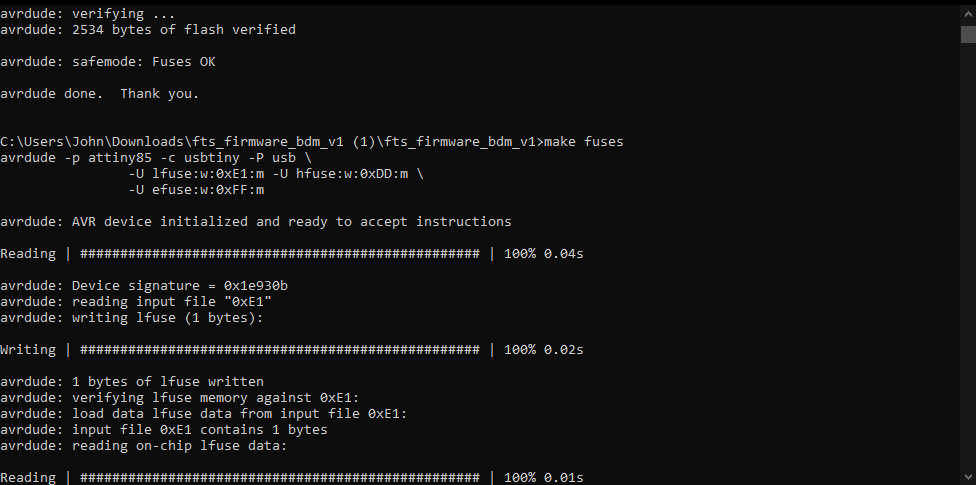 avrdude: verifying ...
avrdude: 2534 bytes of flash verified
avrdude: safemode: Fuses OK
avrdude done.  Thank you.
C:\Users\John\Downloads\fts_firmware_bdm_v1 (1)\fts_firmware_bdm_v1>make fuses
avrdude -p attiny85 -c usbtiny -P usb \
                -U lfuse:w:0xE1:m -U hfuse:w:0xDD:m \
                -U efuse:w:0xFF:m
avrdude: AVR device initialized and ready to accept instructions
Reading | ################################################## | 100% 0.04s
avrdude: Device signature = 0x1e930b
avrdude: reading input file "0xE1"
avrdude: writing lfuse (1 bytes):
Writing | ################################################## | 100% 0.02s
avrdude: 1 bytes of lfuse written
avrdude: verifying lfuse memory against 0xE1:
avrdude: load data lfuse data from input file 0xE1:
avrdude: input file 0xE1 contains 1 bytes
avrdude: reading on-chip lfuse data:
Reading | ################################################## | 100% 0.01s